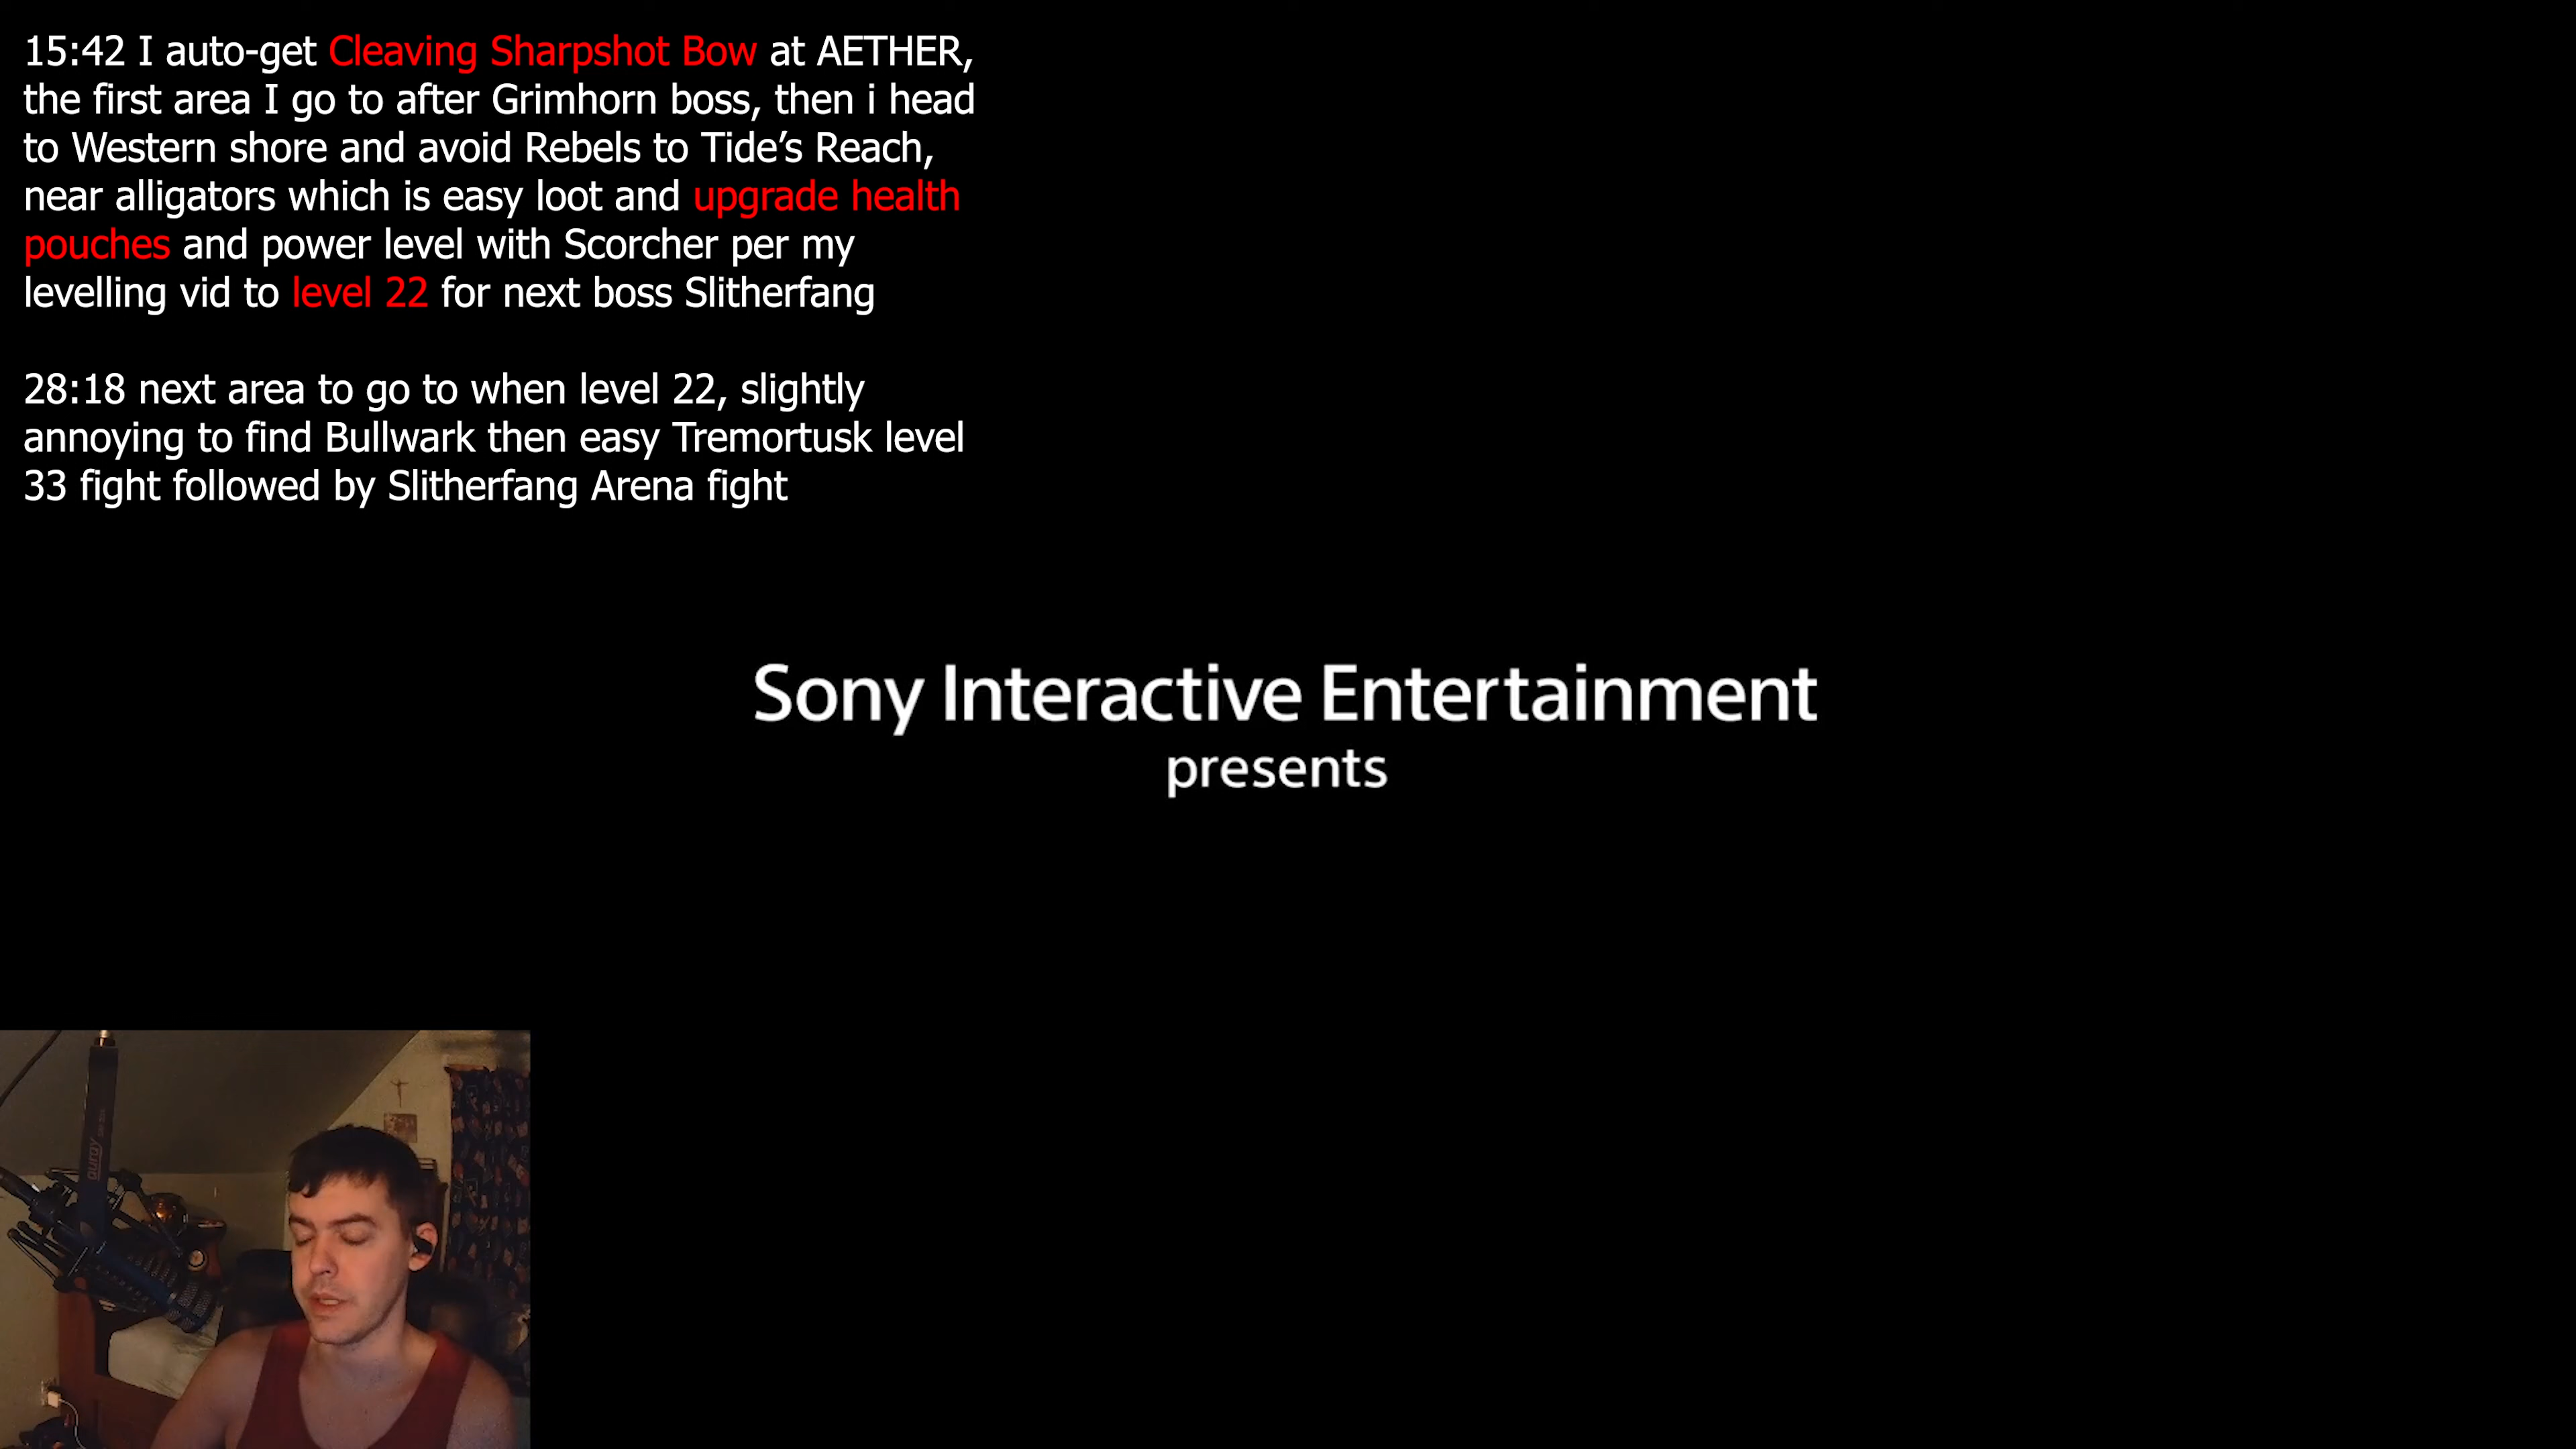 15:42 I auto-get Cleaving Sharpshot Bow at AETHER,
the first area I go to after Grimhorn boss, then i head
to Western shore and avoid Rebels to Tide’s Reach,
near alligators which is easy loot and upgrade health
pouches and power level with Scorcher per my
levelling vid to level 22 for next boss Slitherfang
28:18 next area to go to when level 22, slightly
annoying to find Bullwark then easy Tremortusk level
33 fight followed by Slitherfang Arena fight
Sony Interactive Entertainment
presents